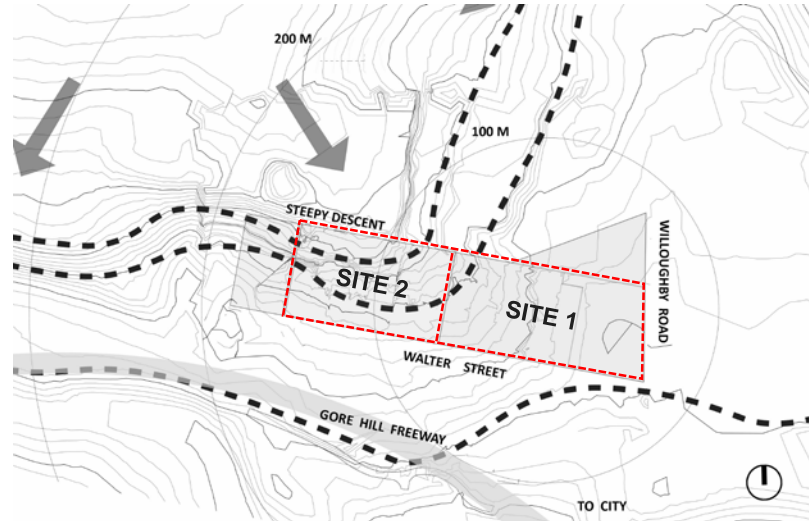 200 M
100 M
STEEPY DESCENT
WILLOUGHBY ROAD
SITE 2
SITE 1
WALTER STREET
GORE HILL FREEWAY
TO CITY